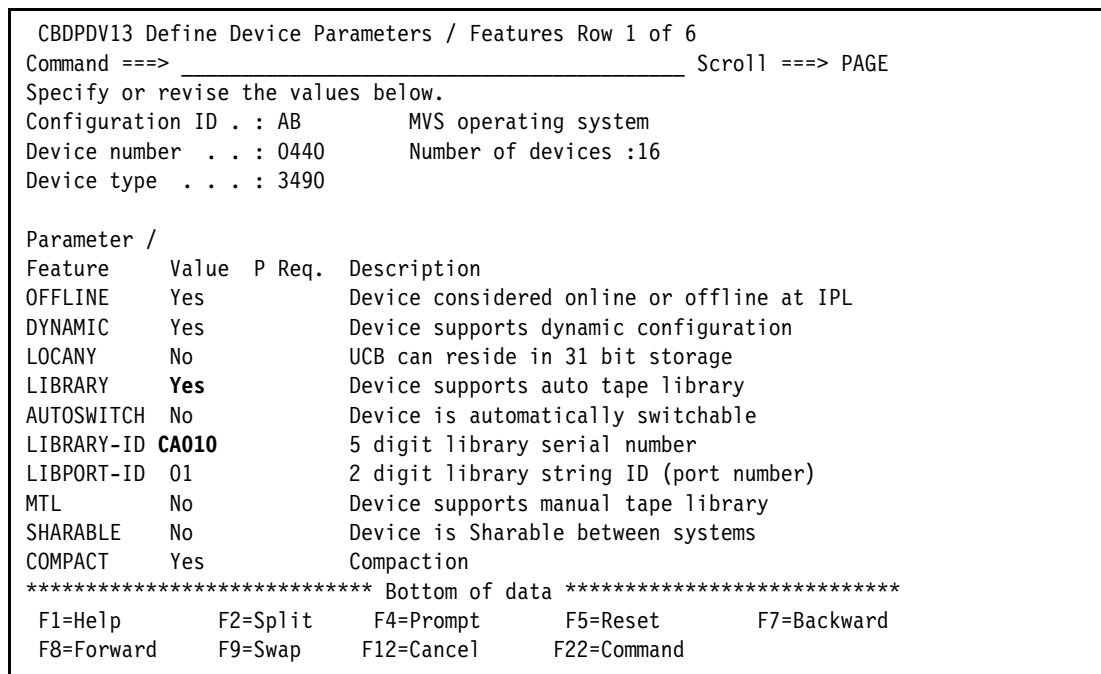 CBDPDV13 Define Device Parameters / Features Row 1 of 6
Command ===> __________________________________________ Scroll ===> PAGE
Specify or revise the values below.
Configuration ID . : AB MVS operating system
Device number . . : 0440 Number of devices :16
Device type . . . : 3490
Parameter /
Feature Value P Req. Description
OFFLINE Yes Device considered online or offline at IPL
DYNAMIC Yes Device supports dynamic configuration
LOCANY No UCB can reside in 31 bit storage
LIBRARY Yes Device supports auto tape library
AUTOSWITCH No Device is automatically switchable
LIBRARY-ID CA010 5 digit library serial number
LIBPORT-ID 01 2 digit library string ID (port number)
MTL No Device supports manual tape library
SHARABLE No Device is Sharable between systems
COMPACT Yes Compaction
***************************** Bottom of data ****************************
F1=Help F2=Split F4=Prompt F5=Reset F7=Backward
F8=Forward F9=Swap F12=Cancel F22=Command